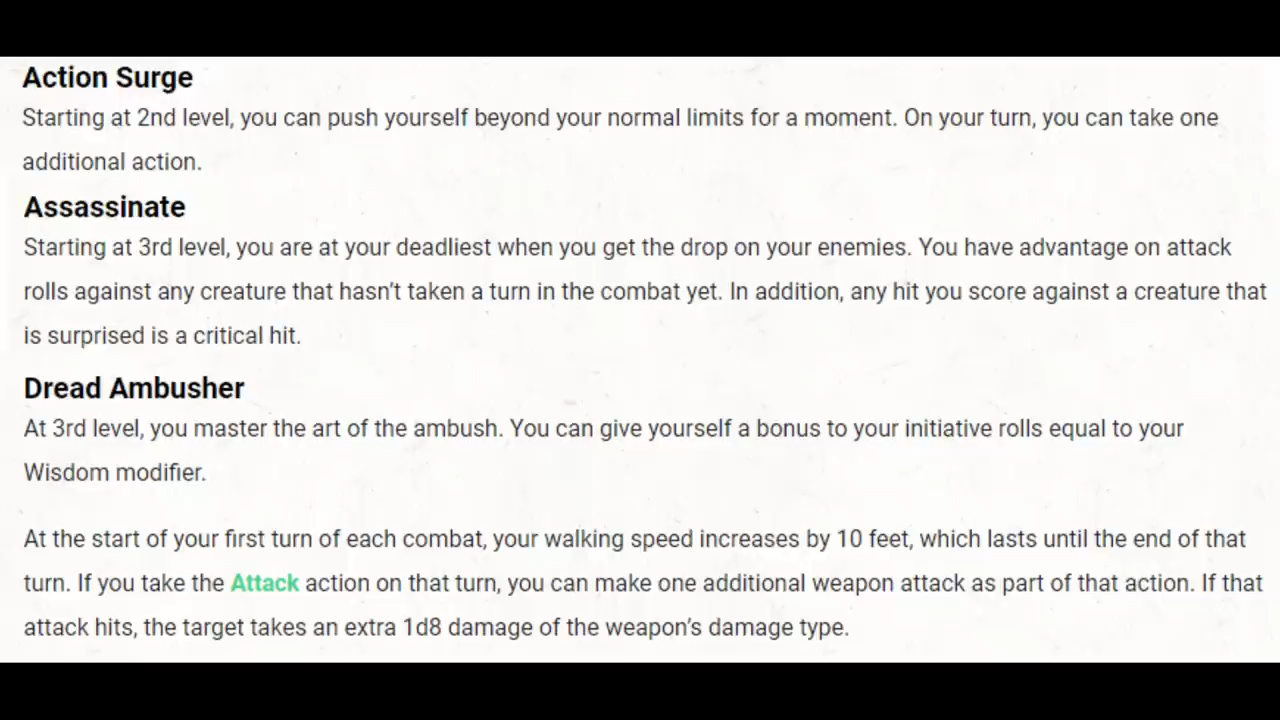 Action Surge
Starting at 2nd level, you can push yourself beyond your normal limits for a moment. On your turn, you can take one
additional action.
Assassinate
Starting at 3rd level, you are at your deadliest when you get the drop on your enemies. You have advantage on attack
rolls against any creature that hasn't taken a turn in the combat yet. In addition, any hit you score against a creature that
is surprised is a critical hit.
Dread Ambusher
At 3rd level, you master the art of the ambush. You can give yourself a bonus to your initiative rolls equal to your
Wisdom modifier.
At the start of your first turn of each combat, your walking speed increases by 10 feet, which lasts until the end of that
turn. If you take the Attack action on that turn, you can make one additional weapon attack as part of that action. If that
attack hits, the target takes an extra 1d8 damage of the weapon's damage type.